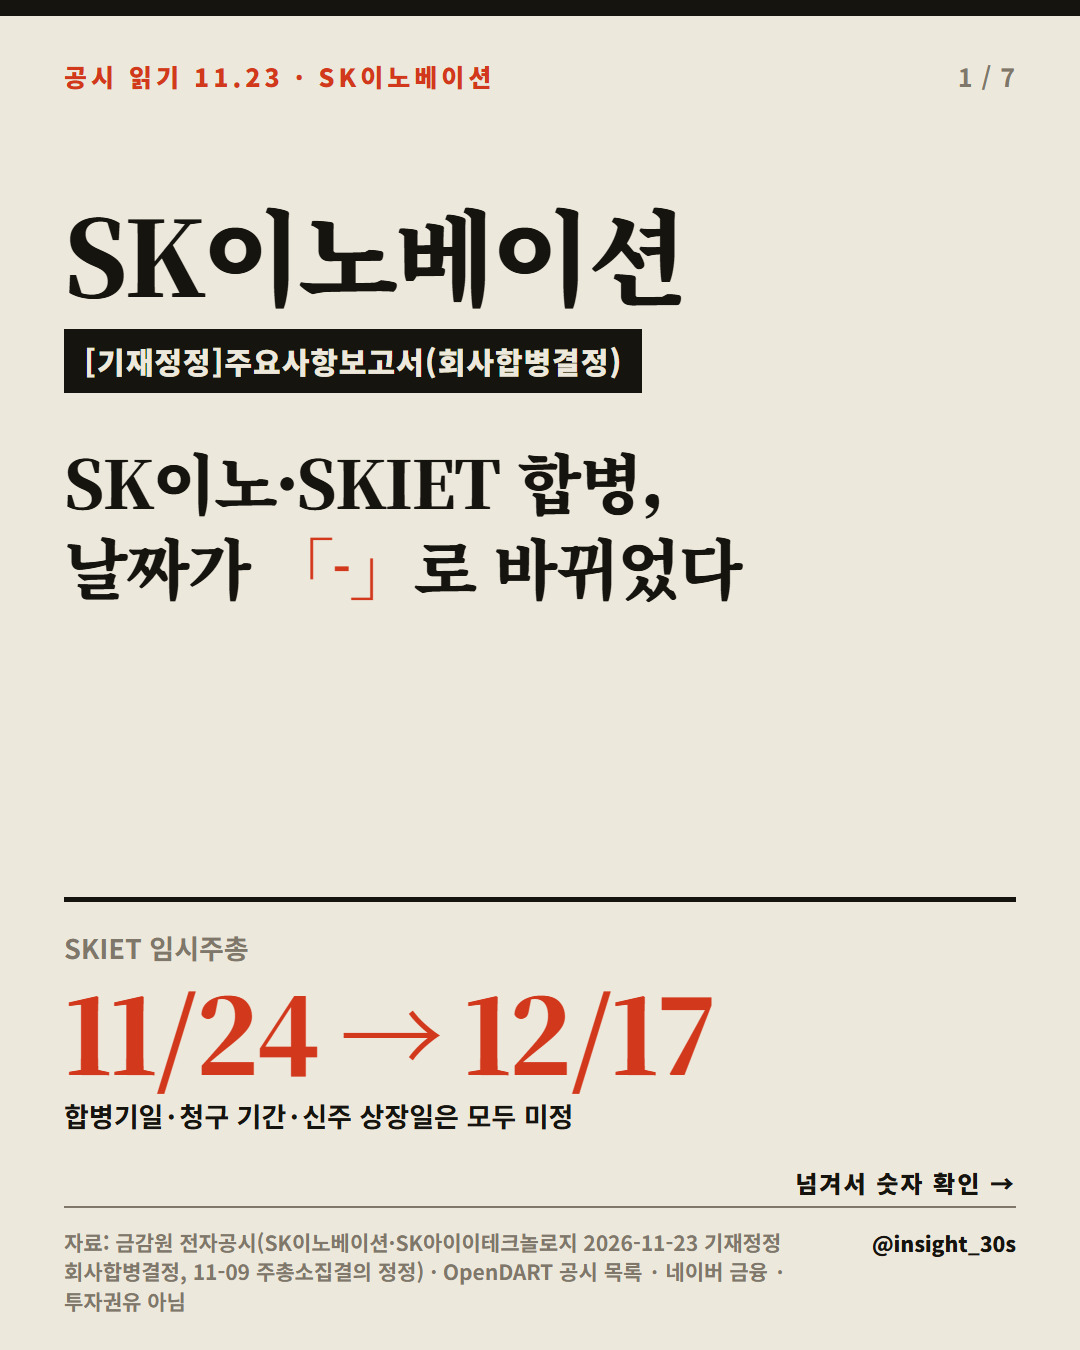 공시 읽기 11.23 · SK이노베이션
1 / 7
SK이노베이션
[기재정정]주요사항보고서(회사합병결정)
SK이노·SKIET 합병,
날짜가 「-」로 바뀌었다
SKIET 임시주총
11/24 → 12/17
합병기일·청구 기간·신주 상장일은 모두 미정
넘겨서 숫자 확인 →
자료: 금감원 전자공시(SK이노베이션·SK아이이테크놀로지 2026-11-23 기재정정
회사합병결정, 11-09 주총소집결의 정정) · OpenDART 공시 목록 · 네이버 금융 ·
투자권유 아님
@insight_30s